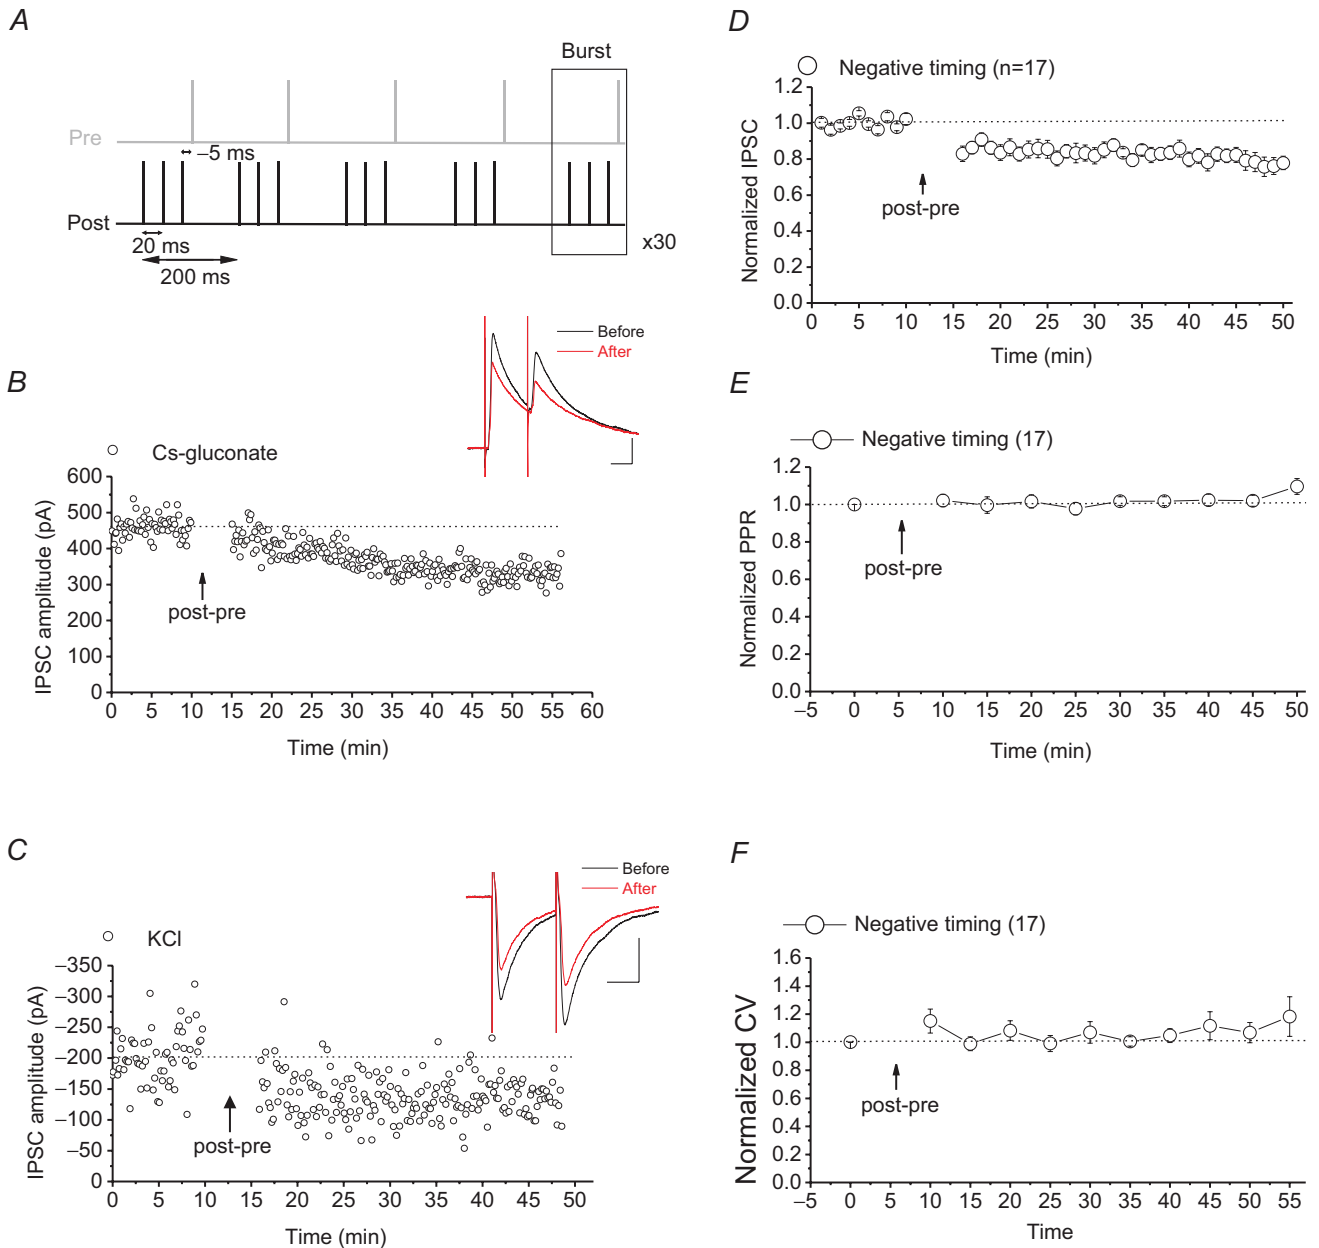 A
Burst
Pre
–5 ms
Post
20 ms
200 ms
x30
B
Before
After
Cs-gluconate
IPSC amplitude (pA)
600
500
400
300
200
100
0
post-pre
0 5 10 15 20 25 30 35 40 45 50 55 60
Time (min)
C
Before
After
KCl
IPSC amplitude (pA)
–350
–300
–250
–200
–150
–100
–50
0
post-pre
0 5 10 15 20 25 30 35 40 45 50
Time (min)
D
Negative timing (n=17)
Normalized IPSC
1.2
1.0
0.8
0.6
0.4
0.2
0.0
post-pre
0 5 10 15 20 25 30 35 40 45 50
Time (min)
E
Negative timing (17)
Normalized PPR
1.2
1.0
0.8
0.6
0.4
0.2
0.0
post-pre
–5 0 5 10 15 20 25 30 35 40 45 50
Time (min)
F
Negative timing (17)
Normalized CV
1.6
1.4
1.2
1.0
0.8
0.6
0.4
0.2
0.0
post-pre
–5 0 5 10 15 20 25 30 35 40 45 50 55
Time